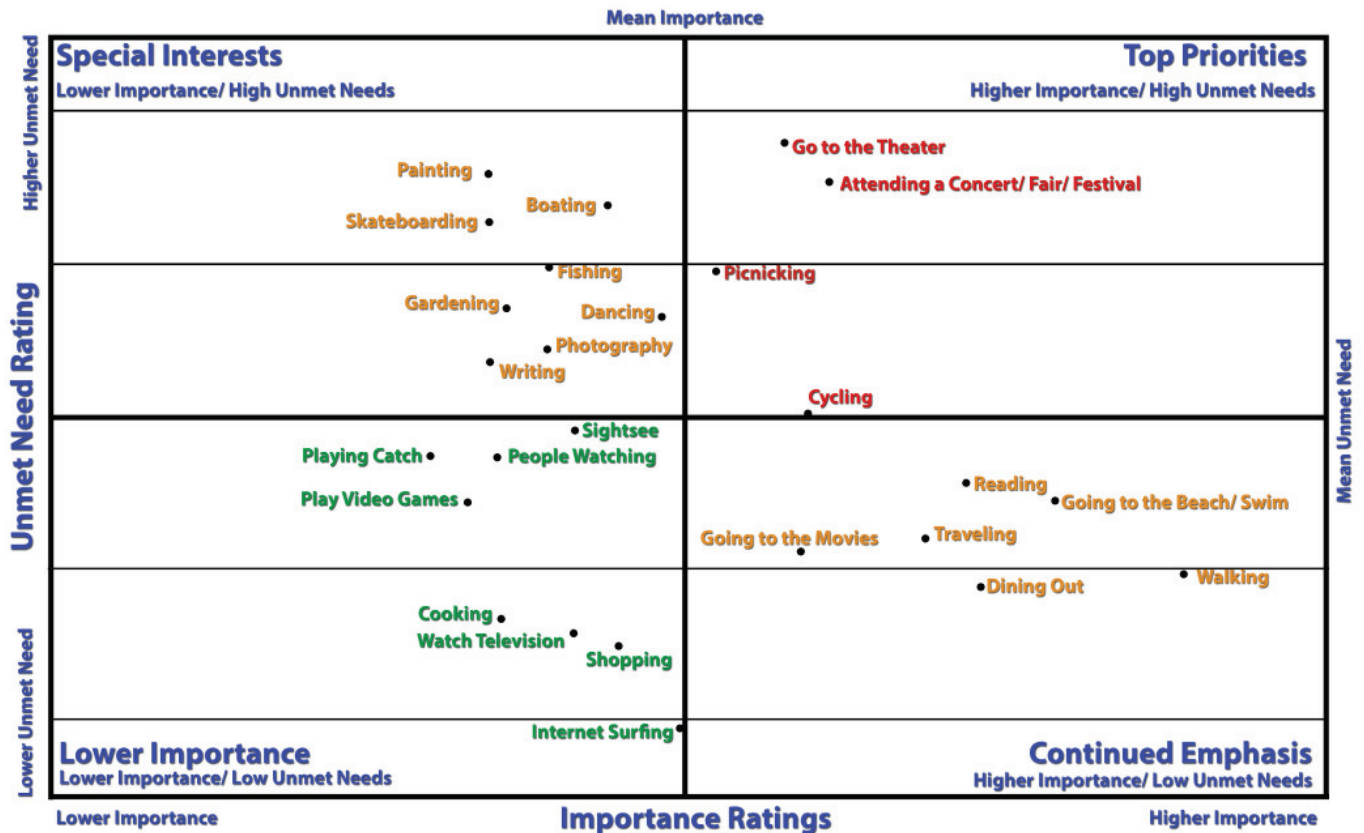 Mean Importance
Special Interests
Lower Importance/ High Unmet Needs
Top Priorities
Higher Importance/ High Unmet Needs
Higher Unmet Need
Go to the Theater
Painting
Attending a Concert/ Fair/ Festival
Boating
Skateboarding
Fishing
Picnicking
Gardening
Dancing
Photography
Writing
Cycling
Unmet Need Rating
Mean Unmet Need
Sightsee
Playing Catch
People Watching
Play Video Games
Reading
Going to the Beach/ Swim
Going to the Movies
Traveling
Walking
Dining Out
Cooking
Watch Television
Shopping
Internet Surfing
Lower Unmet Need
Lower Importance
Lower Importance/ Low Unmet Needs
Continued Emphasis
Higher Importance/ Low Unmet Needs
Lower Importance
Importance Ratings
Higher Importance